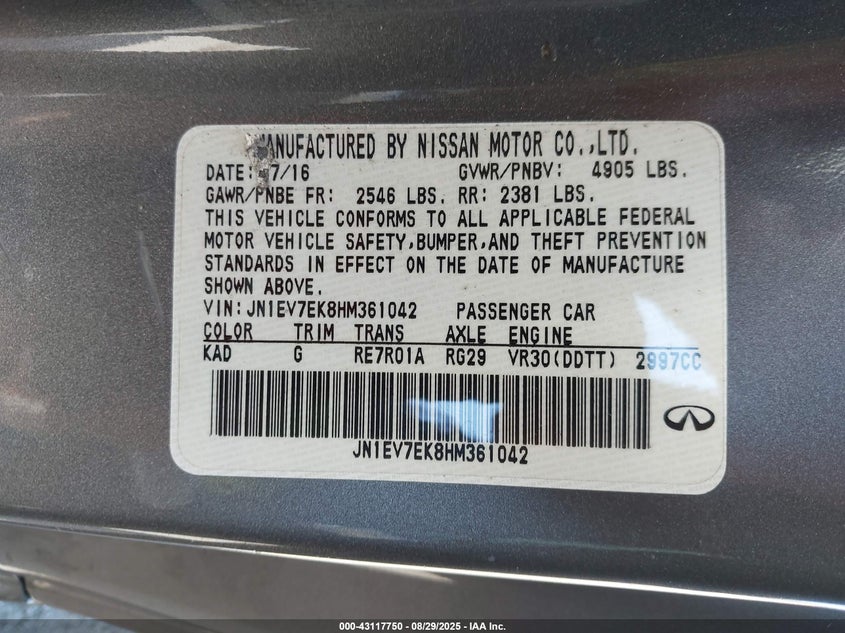 MANUFACTURED BY NISSAN MOTOR CO.,LTD.
DATE: 7/16 GVWR/PNBV: 4905 LBS.
GAWR/PNBE FR: 2546 LBS. RR: 2381 LBS.
THIS VEHICLE CONFORMS TO ALL APPLICABLE FEDERAL
MOTOR VEHICLE SAFETY,BUMPER,AND THEFT PREVENTION
STANDARDS IN EFFECT ON THE DATE OF MANUFACTURE
SHOWN ABOVE.
VIN:JN1EV7EK8HM361042 PASSENGER CAR
COLOR TRIM TRANS AXLE ENGINE
KAD G RE7R01A RG29 VR30(DDTT) 2997CC
JN1EV7EK8HM361042
000-43117750 - 08/29/2025 - IAA Inc.